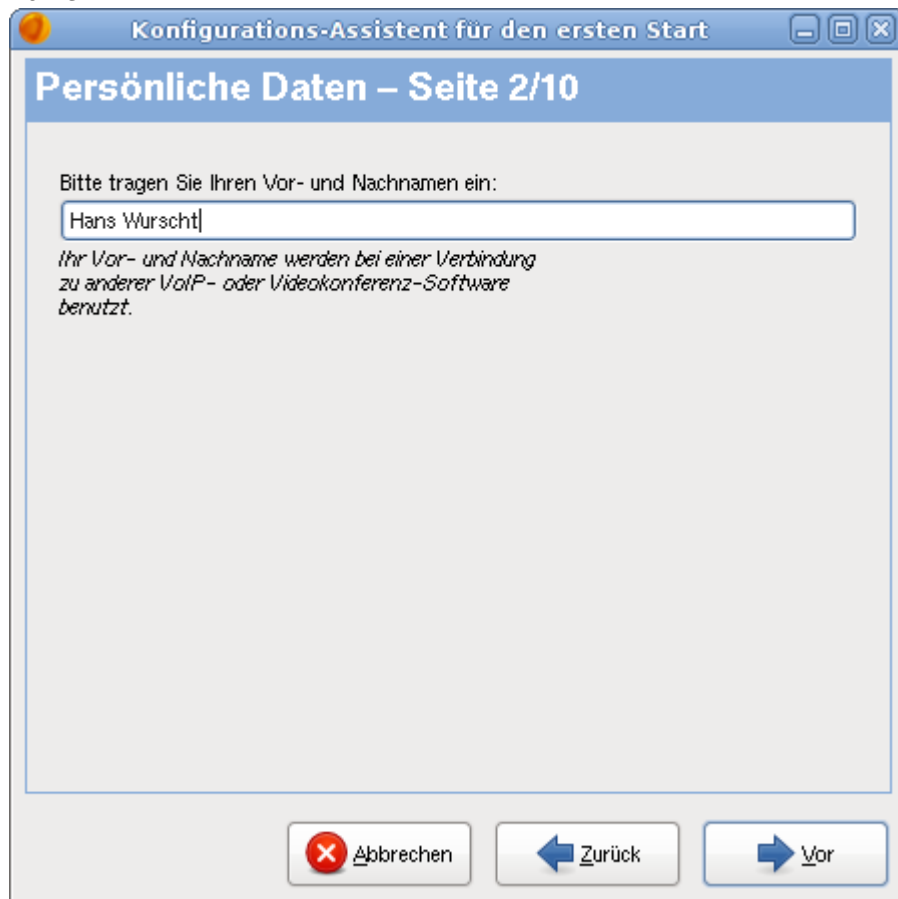 Konfigurations-Assistent für den ersten Start
Persönliche Daten – Seite 2/10
Bitte tragen Sie Ihren Vor- und Nachnamen ein:
Hans Wurscht
Ihr Vor- und Nachname werden bei einer Verbindung
zu anderer VoIP- oder Videokonferenz-Software
benutzt.
Abbrechen
Zurück
Vor